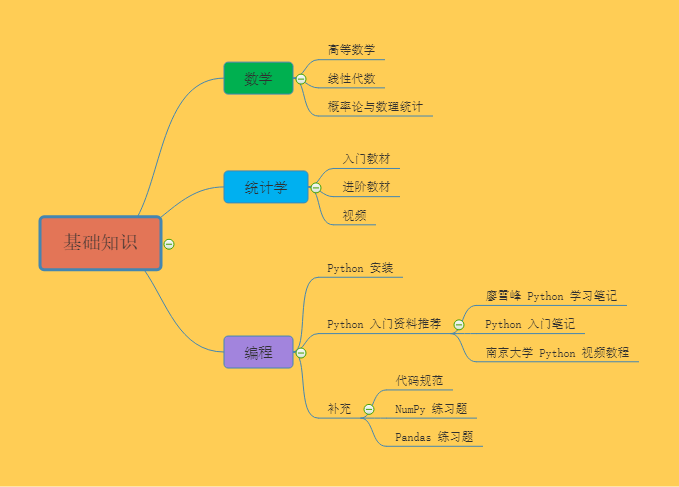 基础知识
数学
高等数学
线性代数
概率论与数理统计
统计学
入门教材
进阶教材
视频
编程
Python 安装
Python 入门资料推荐
廖雪峰 Python 学习笔记
Python 入门笔记
南京大学 Python 视频教程
补充
代码规范
NumPy 练习题
Pandas 练习题